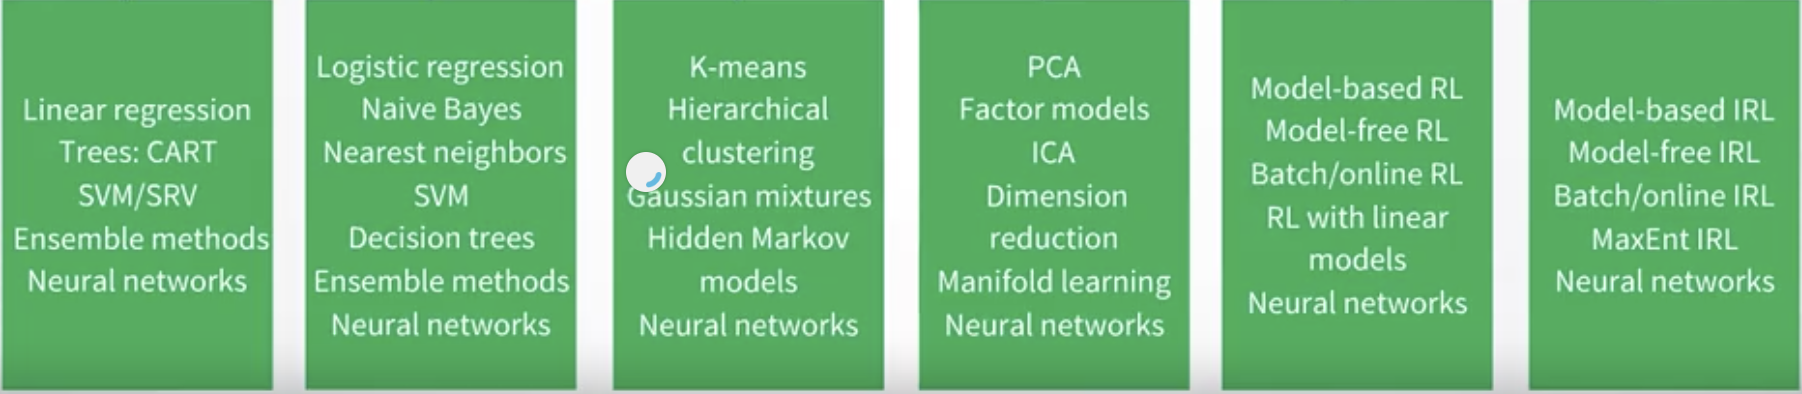 Linear regression
Trees: CART
SVM/SRV
Ensemble methods
Neural networks
Logistic regression
Naive Bayes
Nearest neighbors
SVM
Decision trees
Ensemble methods
Neural networks
K-means
Hierarchical
clustering
Gaussian mixtures
Hidden Markov
models
Neural networks
PCA
Factor models
ICA
Dimension
reduction
Manifold learning
Neural networks
Model-based RL
Model-free RL
Batch/online RL
RL with linear
models
Neural networks
Model-based IRL
Model-free IRL
Batch/online IRL
MaxEnt IRL
Neural networks